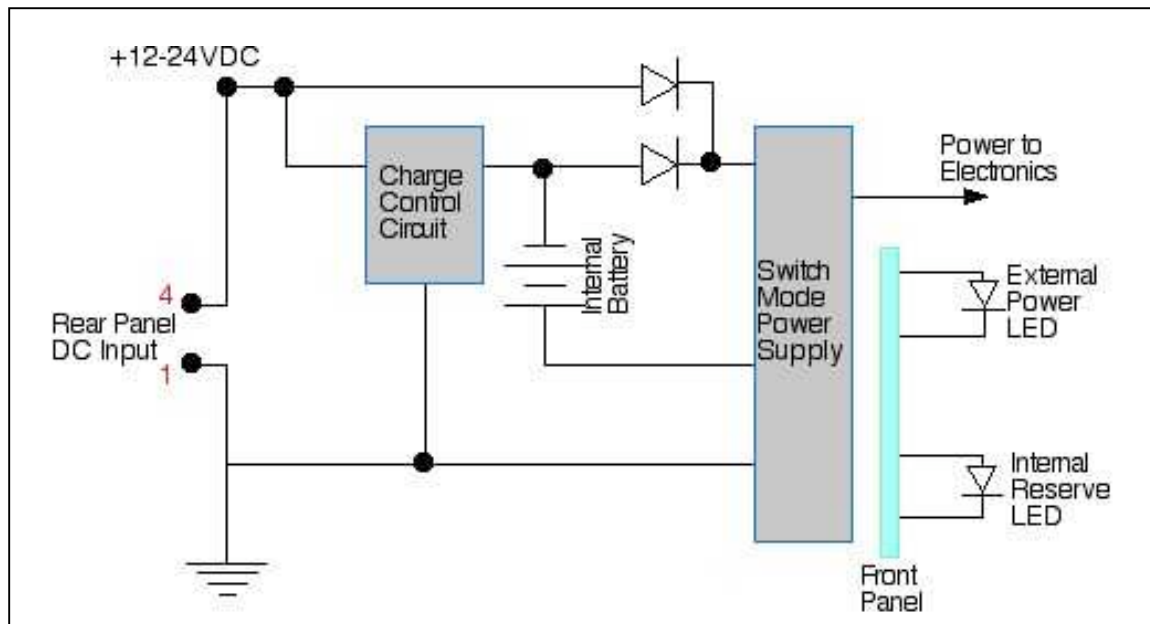 +12-24VDC
Charge
Control
Circuit
Internal
Battery
4
Rear Panel
DC Input
1
Switch
Mode
Power
Supply
Power to
Electronics
External
Power
LED
Internal
Reserve
LED
Front
Panel